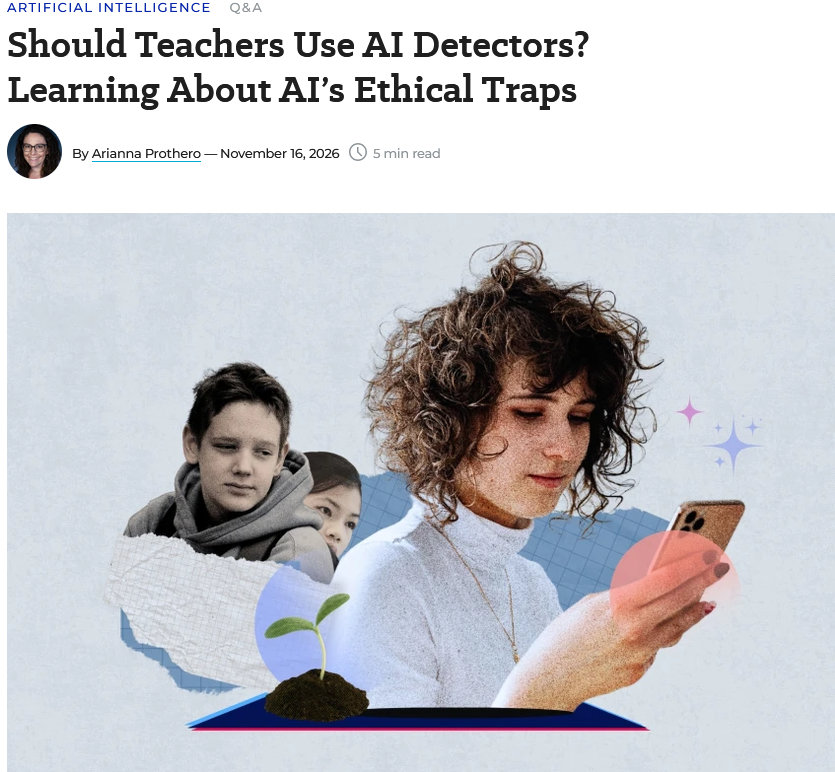 ARTIFICIAL INTELLIGENCE Q&A
Should Teachers Use AI Detectors?
Learning About AI’s Ethical Traps
By Arianna Prothero — November 16, 2026 5 min read